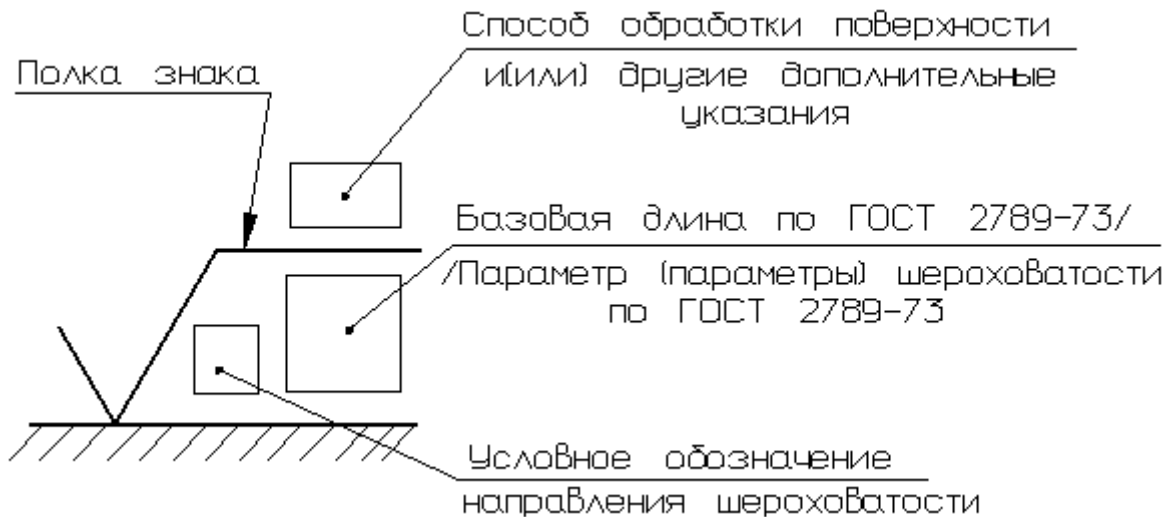 Способ обработки поверхности
и(или) другие дополнительные
указания
Полка знака
Базовая длина по ГОСТ 2789-73/
/Параметр (параметры) шероховатости
по ГОСТ 2789-73
Условное обозначение
направления шероховатости